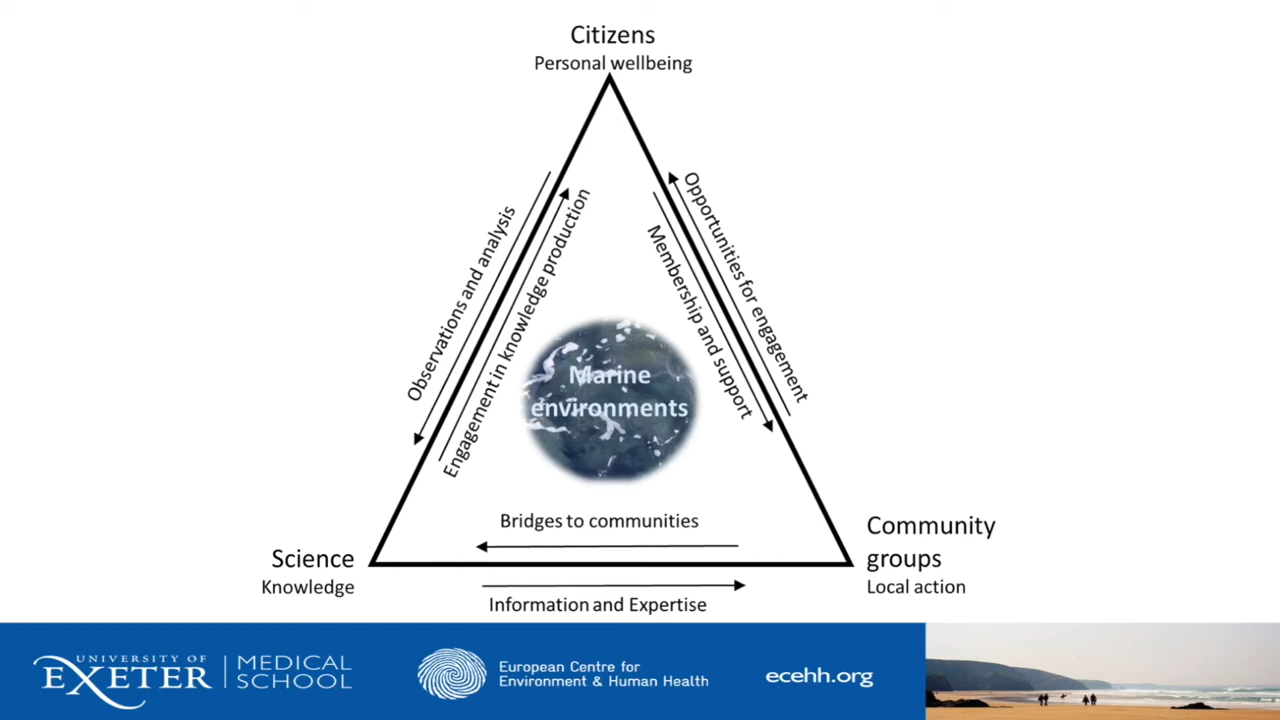 Citizens
Personal wellbeing
Observations and analysis
Engagement in knowledge production
Opportunities for engagement
Membership and support
Marine
environments
Bridges to communities
Science
Knowledge
Community
groups
Local action
Information and Expertise
UNIVERSITY OF
EXETER
MEDICAL
SCHOOL
European Centre for
Environment & Human Health
ecehh.org